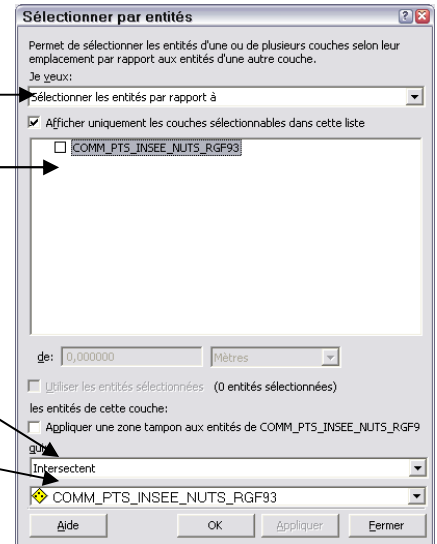 Sélectionner par entités
Permet de sélectionner les entités d'une ou de plusieurs couches selon leur
emplacement par rapport aux entités d'une autre couche.
Je veux:
Sélectionner les entités par rapport à
Afficher uniquement les couches sélectionnables dans cette liste
COMM_PTS_INSEE_NUTS_RGF93
de: 0,000000 Mètres
Utiliser les entités sélectionnées (0 entités sélectionnées)
les entités de cette couche:
Appliquer une zone tampon aux entités de COMM_PTS_INSEE_NUTS_RGF9
qui:
Intersectent
COMM_PTS_INSEE_NUTS_RGF93
Aide OK Appliquer Fermer